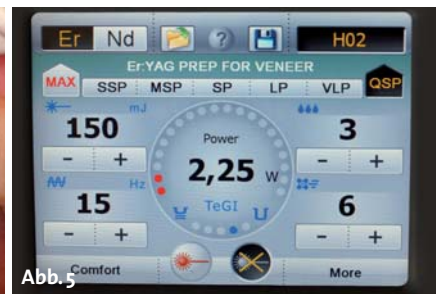 Er Nd ? H02
Er:YAG PREP FOR VENEER
MAX SSP MSP SP LP VLP QSP
mJ
150 Power 3
- + 2,25 W - +
Hz
15 TeGI 6
- + - +
Comfort More
Abb. 5